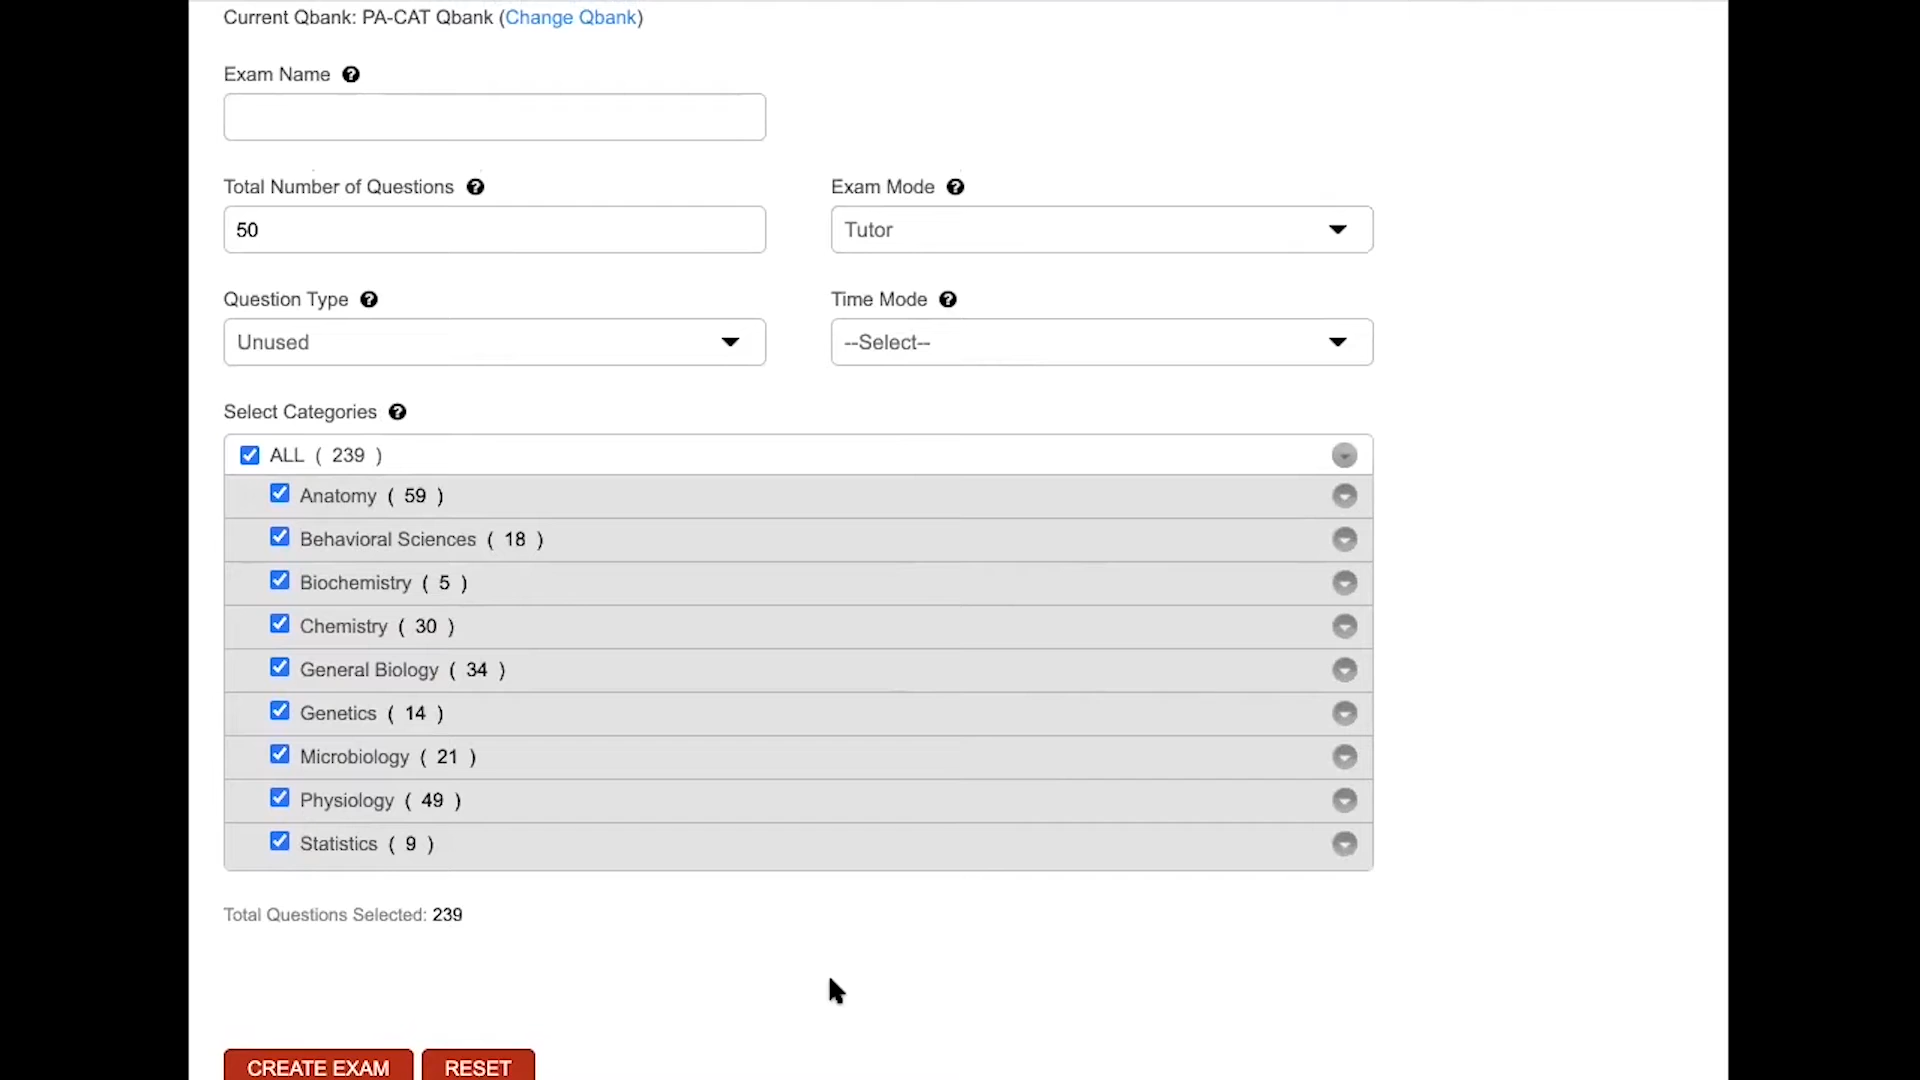 Current Qbank: PA-CAT Qbank (Change Qbank)
Exam Name
Total Number of Questions
50
Exam Mode
Tutor
Question Type
Unused
Time Mode
--Select--
Select Categories
ALL ( 239 )
Anatomy ( 59 )
Behavioral Sciences ( 18 )
Biochemistry ( 5 )
Chemistry ( 30 )
General Biology ( 34 )
Genetics ( 14 )
Microbiology ( 21 )
Physiology ( 49 )
Statistics ( 9 )
Total Questions Selected: 239
CREATE EXAM
RESET